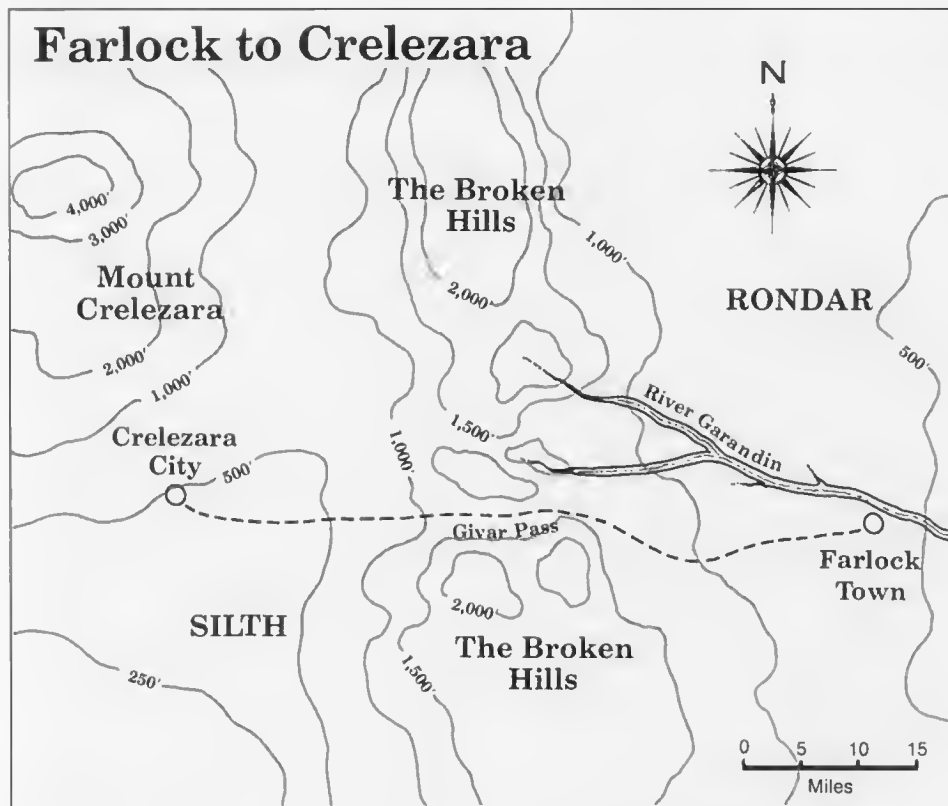 Farlock to Crelezara
N
The Broken
Hills
4,000'
3,000'
1,000'
Mount
Crelezara
2,000'
RONDAR
2,000'
500'
1,000'
River Garandin
1,500'
Crelezara
City
1,000'
500'
Givar Pass
Farlock
Town
2,000'
SILTH
The Broken
Hills
1,500'
250'
0 5 10 15
Miles